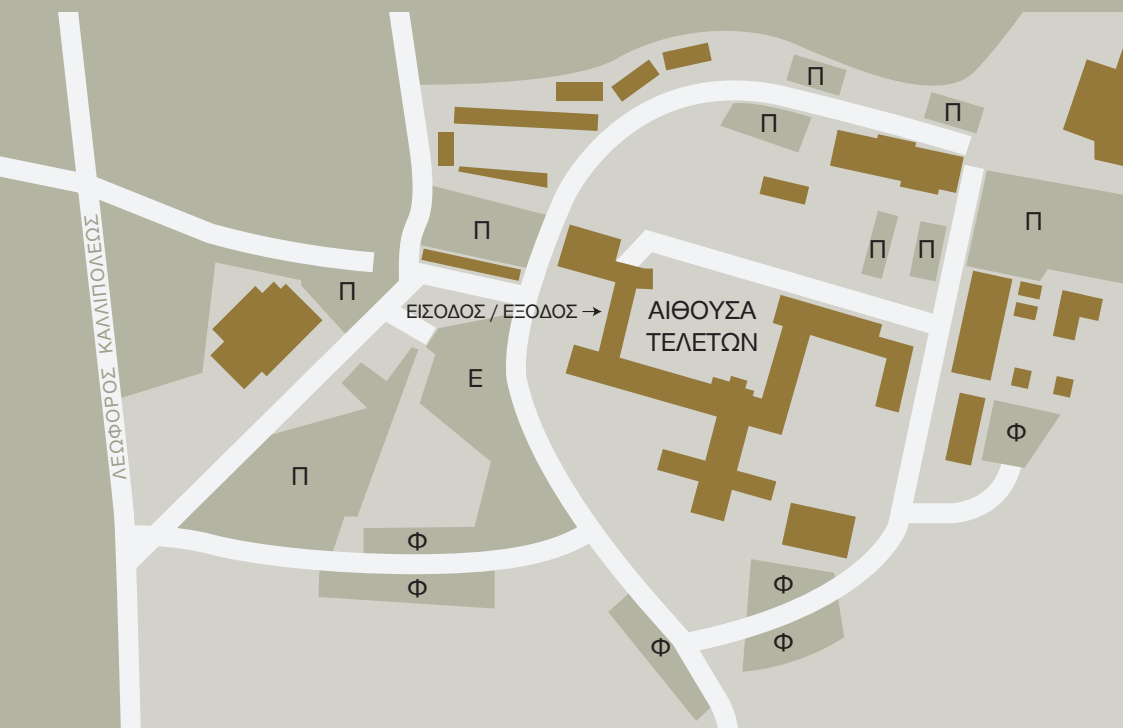 Π
Π
Π
Π
Π
Π
Π
Π
ΛΕΩΦΟΡΟΣ ΚΑΛΛΙΠΟΛΕΩΣ
ΕΙΣΟΔΟΣ / ΕΞΟΔΟΣ →
ΑΙΘΟΥΣΑ
ΤΕΛΕΤΩΝ
Ε
Φ
Π
Φ
Φ
Φ
Φ
Φ